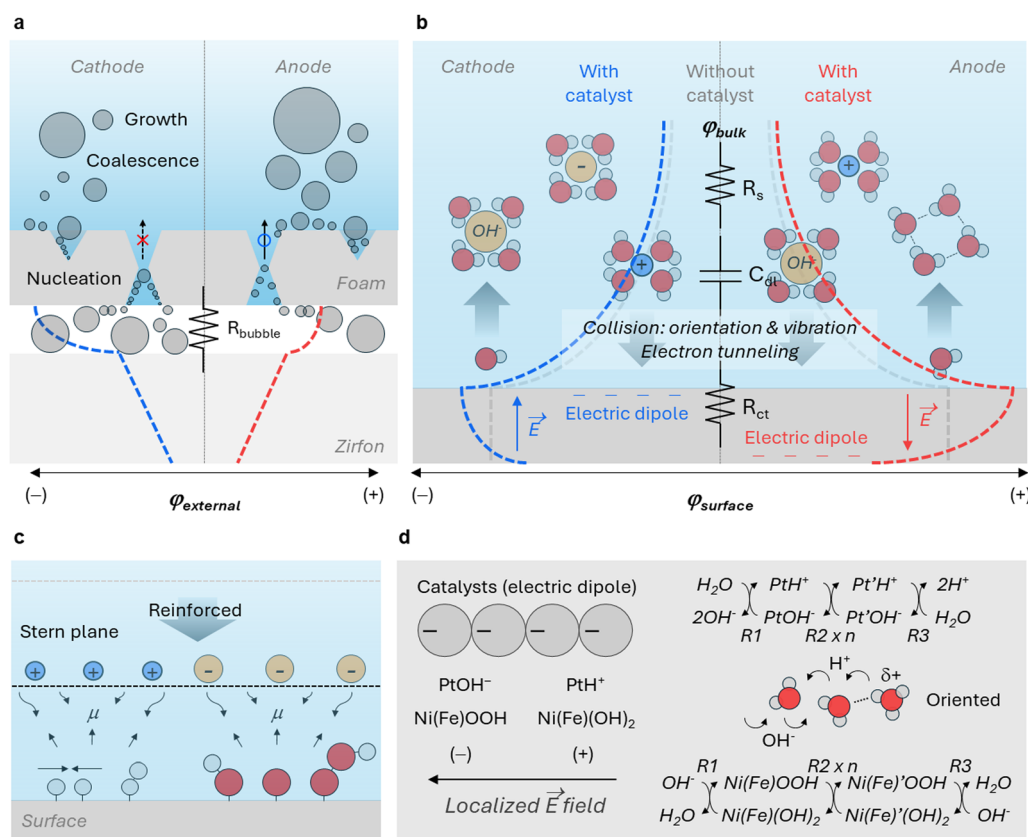 a
Cathode
Anode
Growth
Coalescence
Nucleation
Foam
R_bubble
Zirfon
(–)
(+)
φ_external
b
Cathode
With
catalyst
Without
catalyst
With
catalyst
Anode
φ_bulk
R_s
-
+
OH⁻
+
C_dl
OH⁻
Collision: orientation & vibration
Electron tunneling
E
Electric dipole
R_ct
Electric dipole
E
(–)
(+)
φ_surface
c
Reinforced
Stern plane
+ + + - - -
μ
μ
Surface
d
Catalysts (electric dipole)
– – – –
PtOH⁻
PtH⁺
Ni(Fe)OOH
Ni(Fe)(OH)₂
(–)
(+)
Localized E field
H₂O PtH⁺ Pt'H⁺ 2H⁺
2OH⁻ PtOH⁻ Pt'OH⁻ H₂O
R1 R2 x n R3
H⁺
δ+
Oriented
OH⁻
R1 R2 x n R3
OH⁻ Ni(Fe)OOH Ni(Fe)'OOH H₂O
H₂O Ni(Fe)(OH)₂ Ni(Fe)'(OH)₂ OH⁻